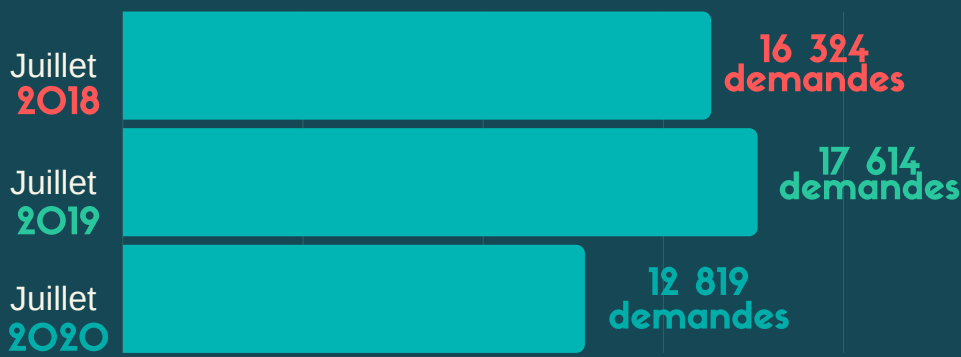 Juillet
2018
16 324
demandes
Juillet
2019
17 614
demandes
Juillet
2020
12 819
demandes